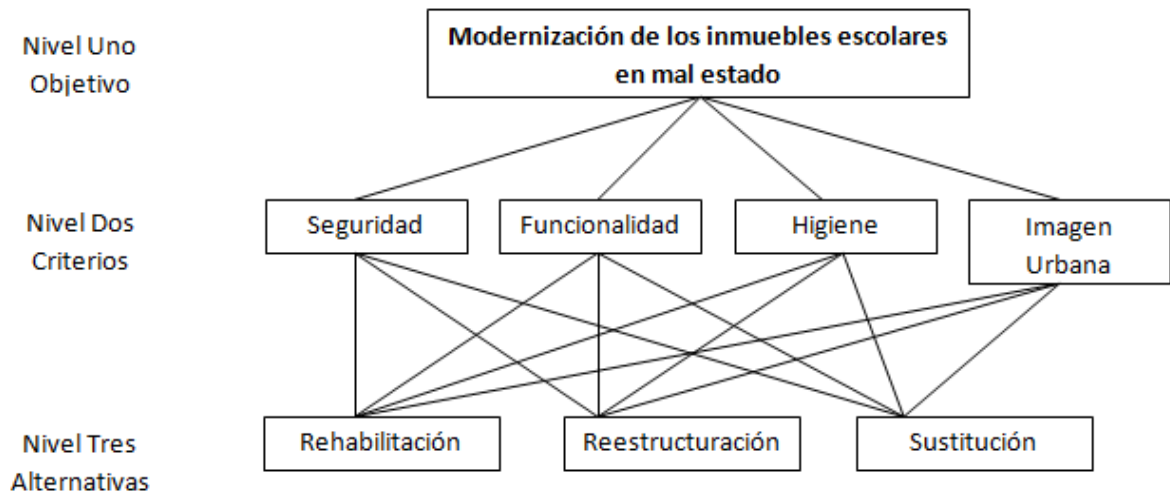 Nivel Uno
Objetivo
Modernización de los inmuebles escolares
en mal estado
Nivel Dos
Criterios
Seguridad
Funcionalidad
Higiene
Imagen
Urbana
Nivel Tres
Alternativas
Rehabilitación
Reestructuración
Sustitución